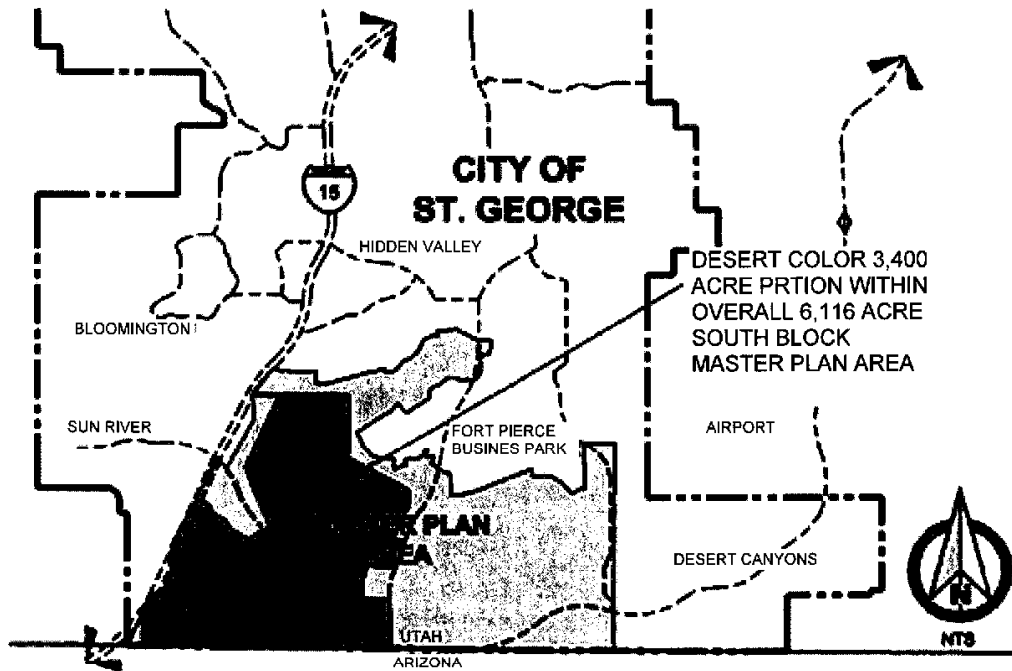 CITY OF
ST. GEORGE
15
HIDDEN VALLEY
DESERT COLOR 3,400
ACRE PRTION WITHIN
OVERALL 6,116 ACRE
SOUTH BLOCK
MASTER PLAN AREA
BLOOMINGTON
SUN RIVER
FORT PIERCE
BUSINES PARK
AIRPORT
PLAN
DESERT CANYONS
N
NTS
UTAH
ARIZONA